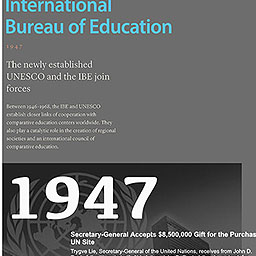 International
Bureau of Education
1947
The newly established
UNESCO and the IBE join
forces
Between 1946-1968, the IBE and UNESCO
establish closer links of cooperation with
comparative education centers worldwide. They
also play a catalytic role in the creation of regional
societies and an international council of
comparative education.
1947
Secretary-General Accepts $8,500,000 Gift for the Purchas
UN Site
Trygve Lie, Secretary-General of the United Nations, receives from John D.